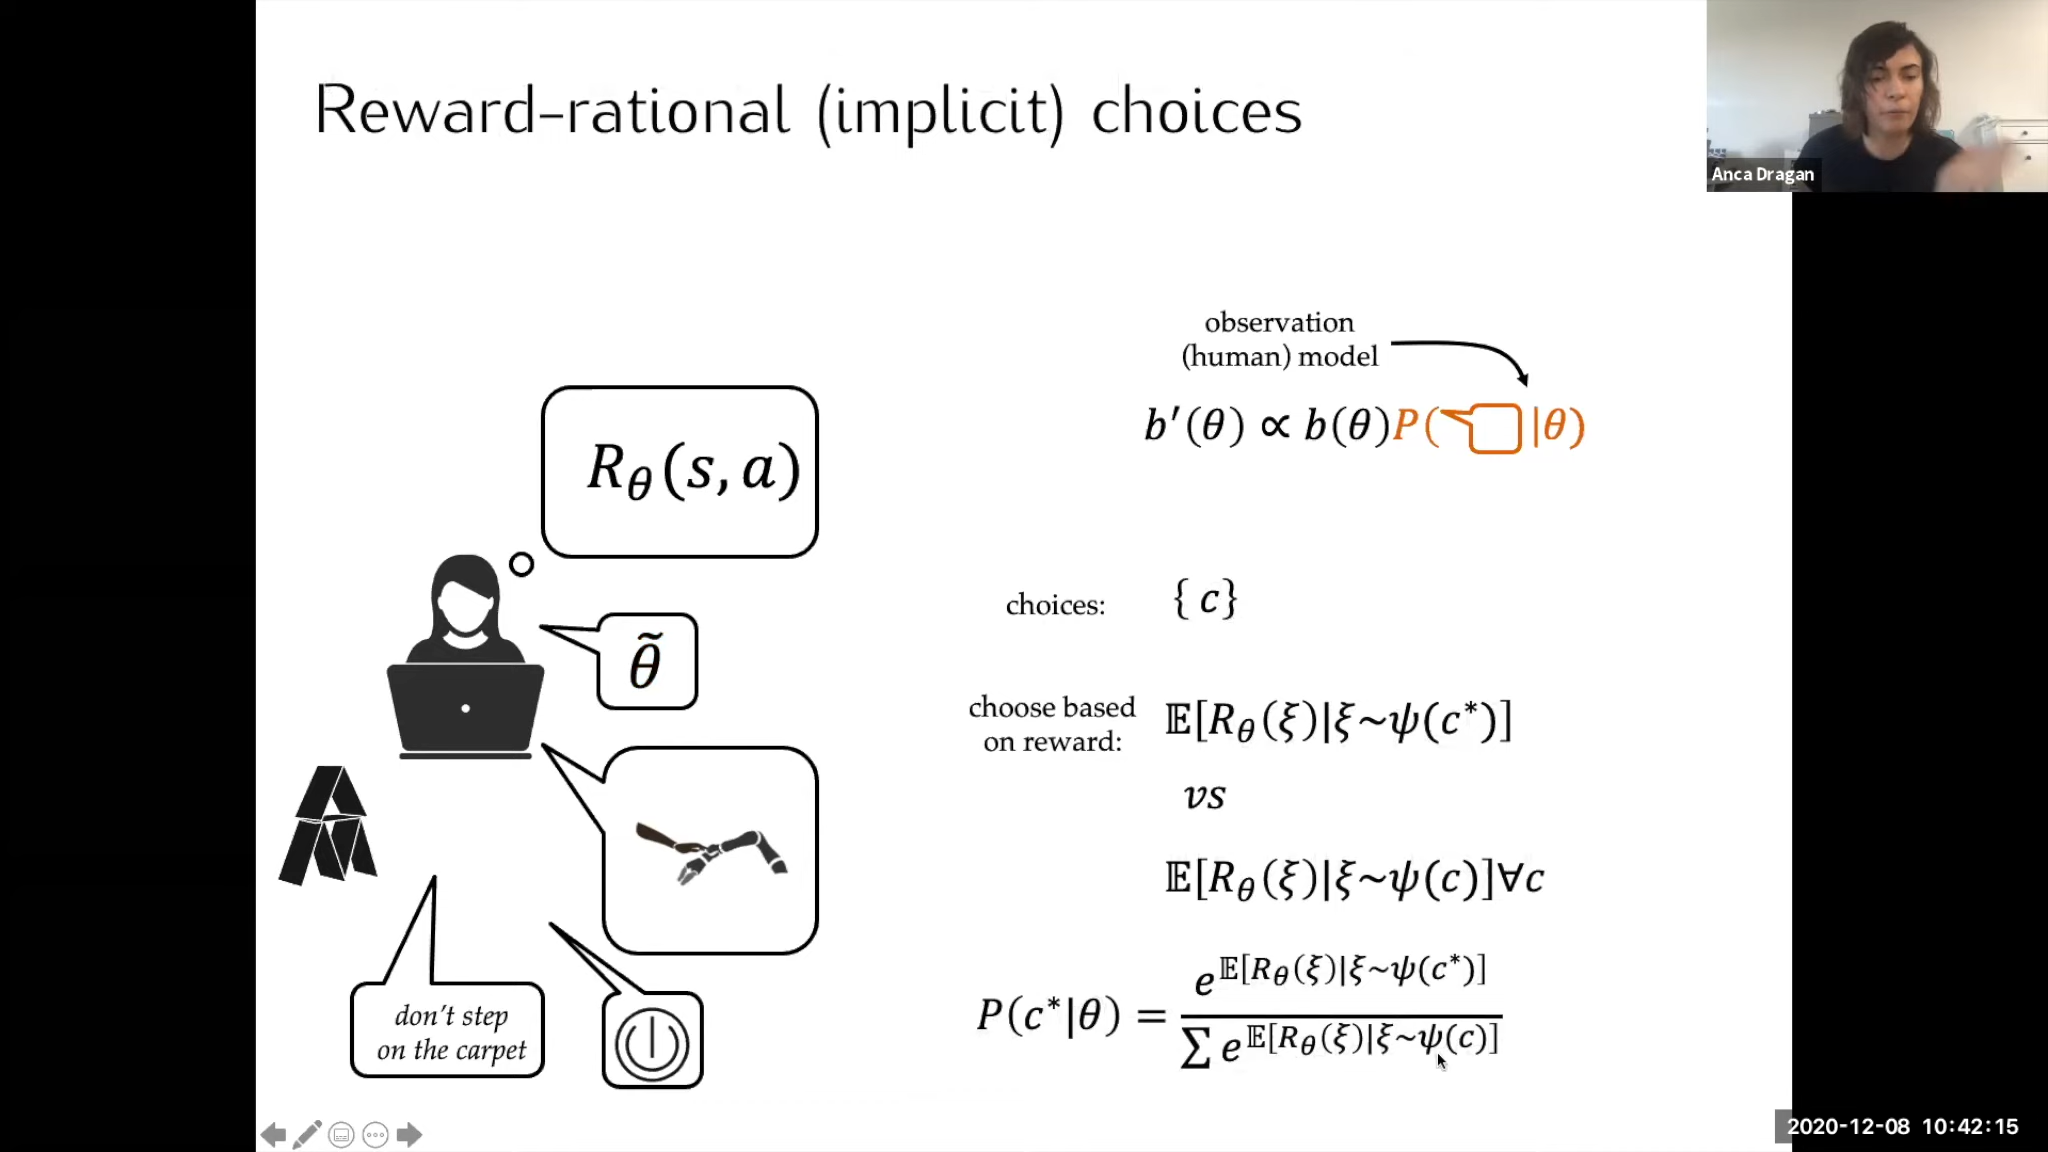 Reward-rational (implicit) choices
Anca Dragan
observation
(human) model
b′(θ) ∝ b(θ)P( |θ)
R_θ(s, a)
θ̃
don't step
on the carpet
choices: { c}
choose based
on reward:
𝔼[R_θ(ξ)|ξ~ψ(c*)]
vs
𝔼[R_θ(ξ)|ξ~ψ(c)]∀c
P(c*|θ) = e^𝔼[R_θ(ξ)|ξ~ψ(c*)]
∑ e^𝔼[R_θ(ξ)|ξ~ψ(c)]
2020-12-08 10:42:15